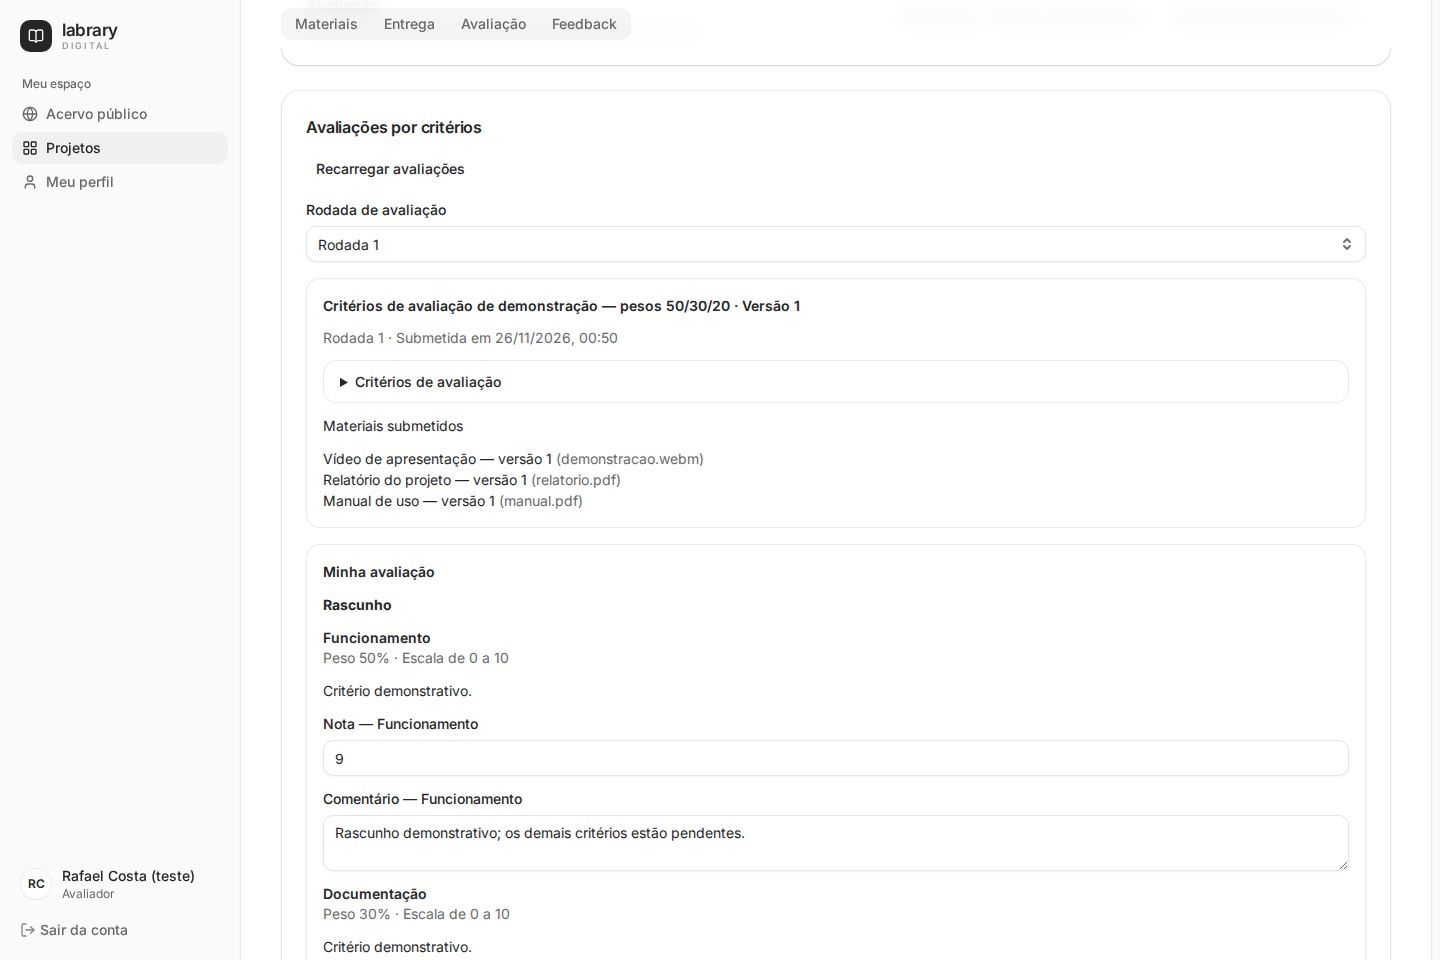 labrary
DIGITAL
Meu espaço
Acervo público
Projetos
Meu perfil
Rafael Costa (teste)
RC
Avaliador
Sair da conta
Materiais
Entrega
Avaliação
Feedback
Avaliações por critérios
Recarregar avaliações
Rodada de avaliação
Rodada 1
Critérios de avaliação de demonstração — pesos 50/30/20 · Versão 1
Rodada 1 · Submetida em 26/11/2026, 00:50
Critérios de avaliação
Materiais submetidos
Vídeo de apresentação — versão 1 (demonstracao.webm)
Relatório do projeto — versão 1 (relatorio.pdf)
Manual de uso — versão 1 (manual.pdf)
Minha avaliação
Rascunho
Funcionamento
Peso 50% · Escala de 0 a 10
Critério demonstrativo.
Nota — Funcionamento
9
Comentário — Funcionamento
Rascunho demonstrativo; os demais critérios estão pendentes.
Documentação
Peso 30% · Escala de 0 a 10
Critério demonstrativo.